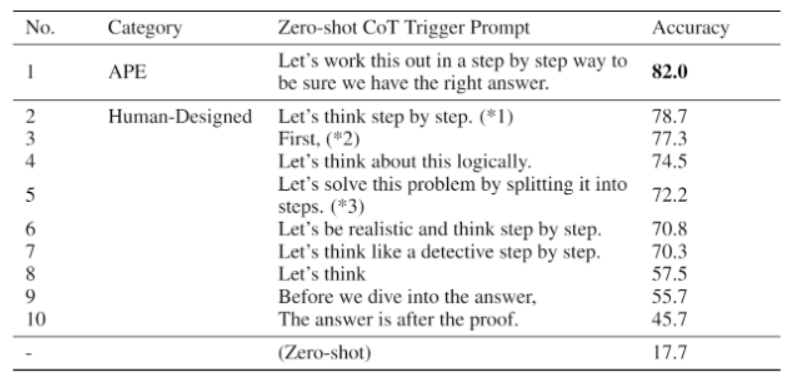 No. Category Zero-shot CoT Trigger Prompt Accuracy
1 APE Let's work this out in a step by step way to be sure we have the right answer. 82.0
2 Human-Designed Let's think step by step. (*1) 78.7
3 First, (*2) 77.3
4 Let's think about this logically. 74.5
5 Let's solve this problem by splitting it into steps. (*3) 72.2
6 Let's be realistic and think step by step. 70.8
7 Let's think like a detective step by step. 70.3
8 Let's think 57.5
9 Before we dive into the answer, 55.7
10 The answer is after the proof. 45.7
- (Zero-shot) 17.7